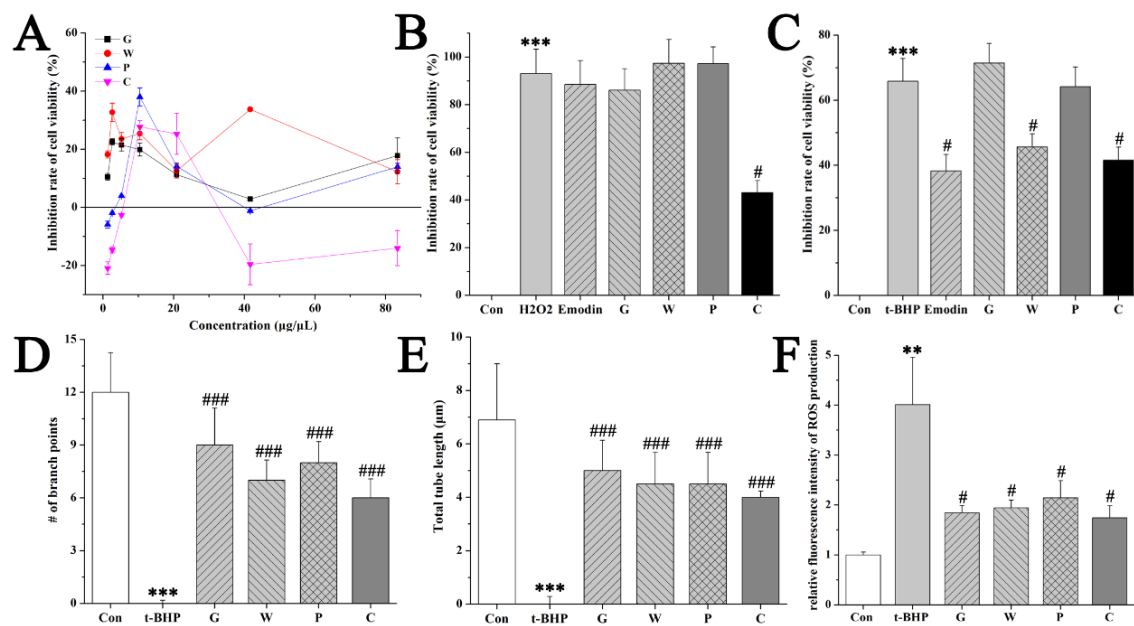 A
G
W
P
C
Inhibition rate of cell viability (%)
60
40
20
0
-20
0 20 40 60 80
Concentration (µg/µL)
B
Inhibition rate of cell viability (%)
100
80
60
40
20
0
***
#
Con H2O2 Emodin G W P C
C
Inhibition rate of cell viability (%)
80
60
40
20
0
***
#
#
#
Con t-BHP Emodin G W P C
D
# of branch points
15
12
9
6
3
0
***
###
###
###
###
Con t-BHP G W P C
E
Total tube length (µm)
10
8
6
4
2
0
***
###
###
###
###
Con t-BHP G W P C
F
relative fluorescence intensity of ROS production
5
4
3
2
1
0
**
#
#
#
#
Con t-BHP G W P C